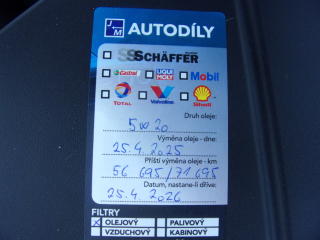 J M AUTODÍLY
SCHÄFFER
Castrol LIQUI MOLY Mobil
TOTAL Valvoline Shell
Druh oleje:
5w20
Výměna oleje - dne:
25.4.2025
Příští výměna oleje - km
56 695/71 695
Datum, nastane-li dříve:
25.4.2026
FILTRY
OLEJOVÝ PALIVOVÝ
VZDUCHOVÝ KABINOVÝ